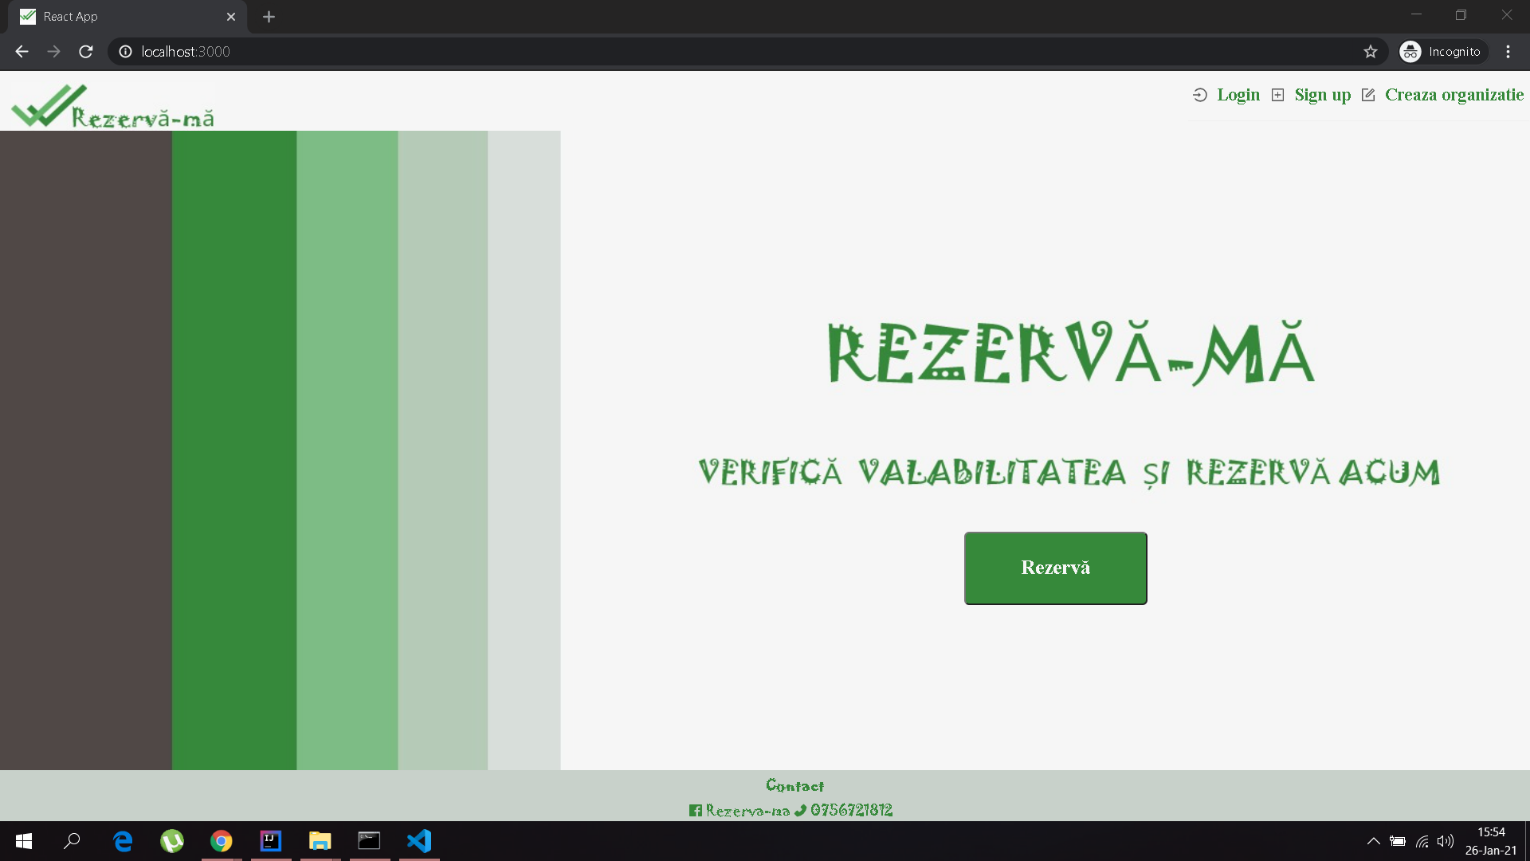 React App
localhost:3000
Incognito
Rezervă-mă
Login Sign up Creaza organizatie
REZERVĂ-MĂ
VERIFICĂ VALABILITATEA ȘI REZERVĂ ACUM
Rezervă
Contact
Rezerva-ma 0756721812
15:54
26-Jan-21